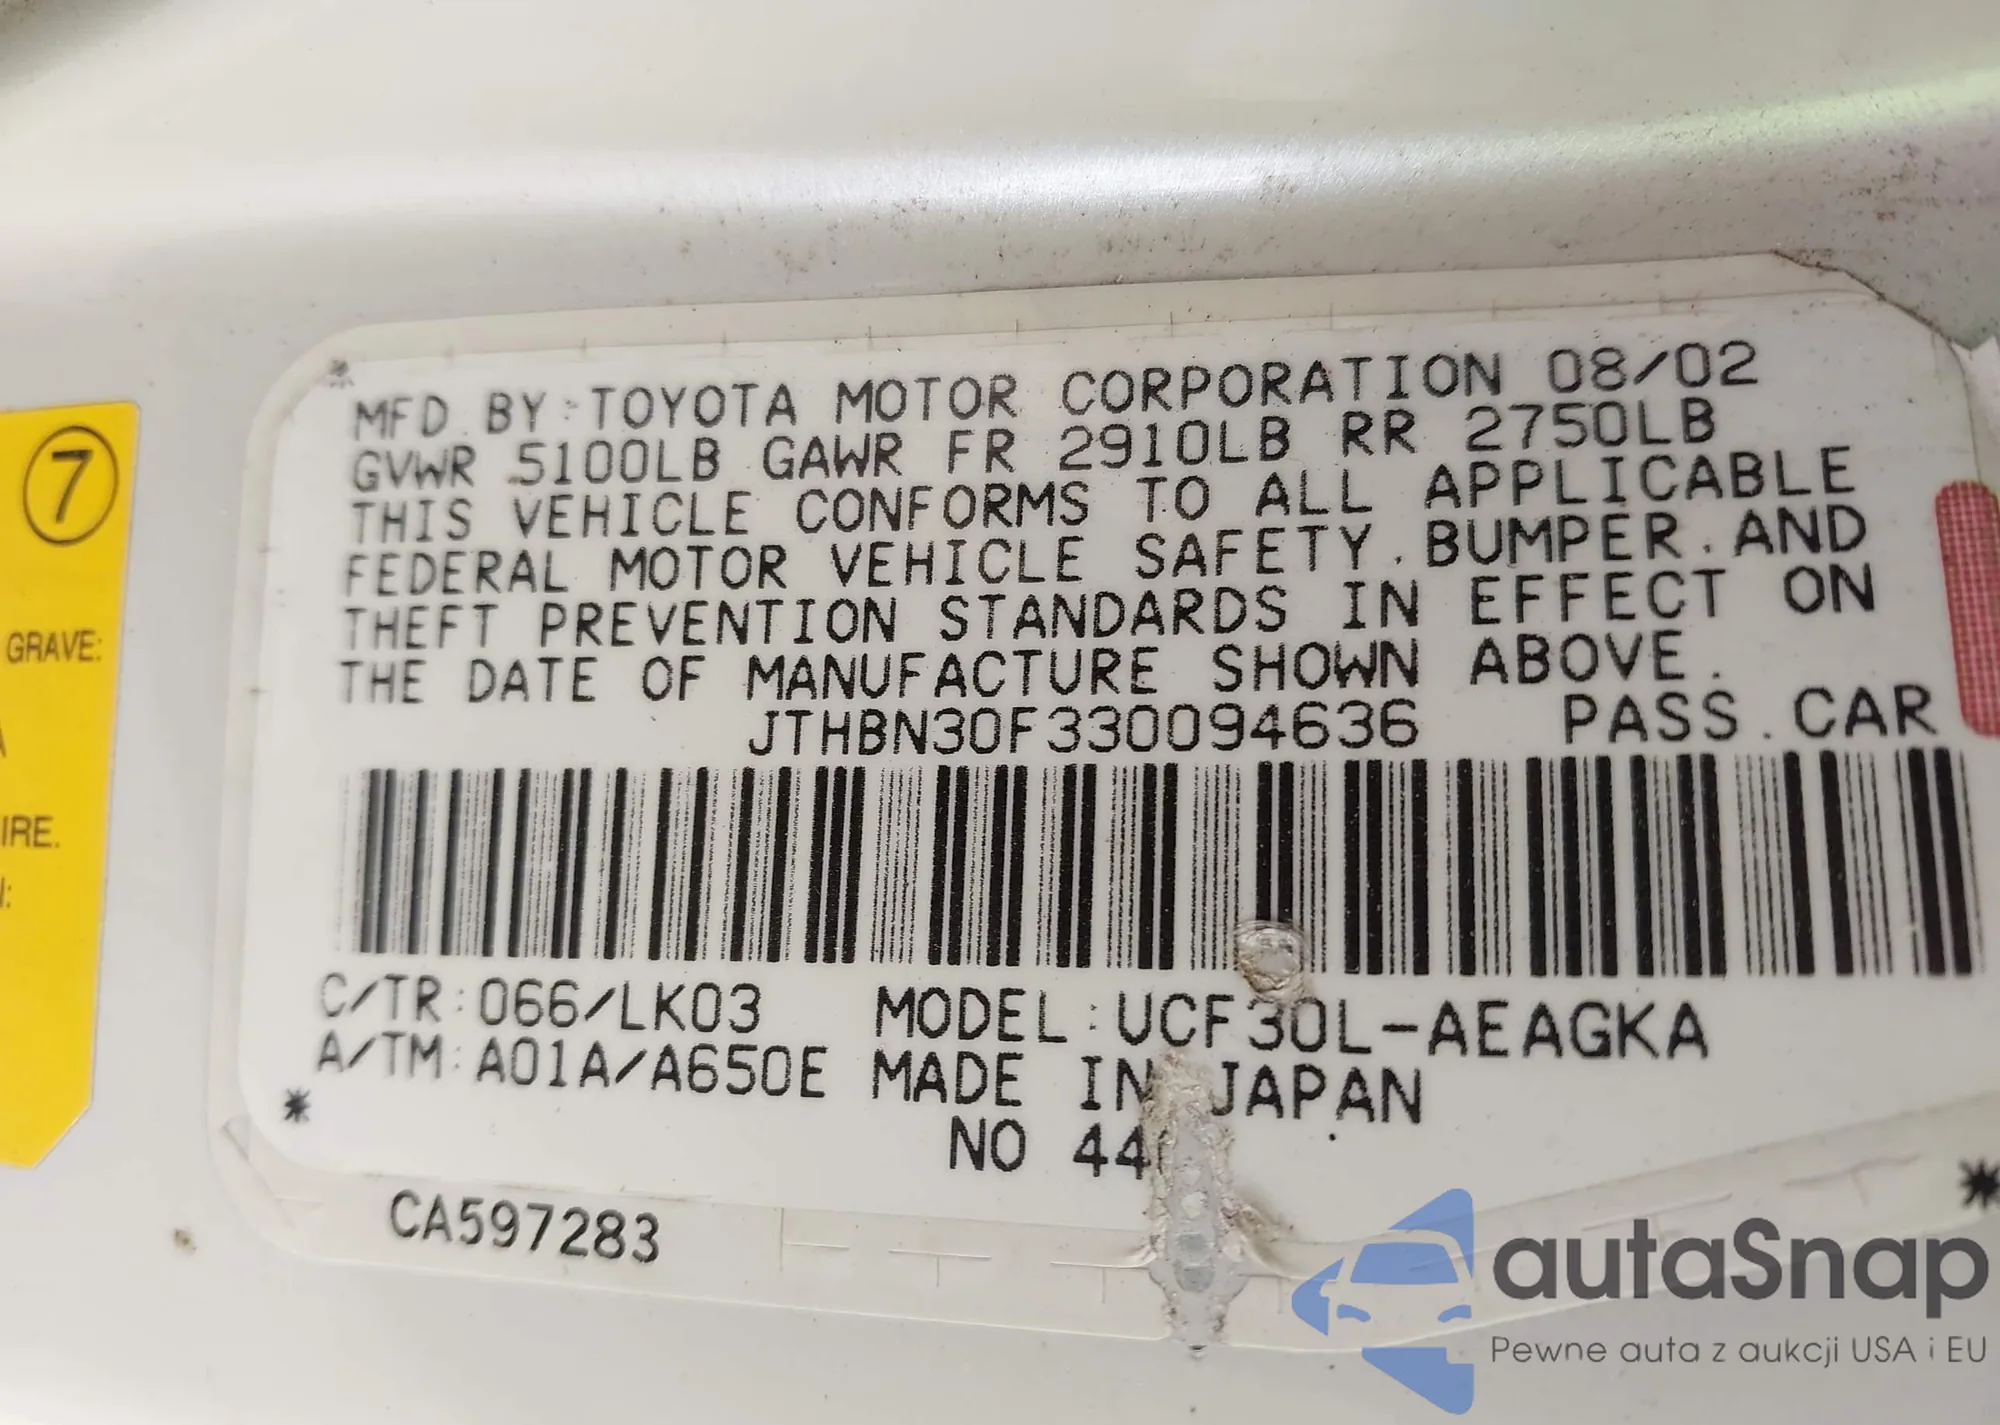 7
GRAVE:
IRE.
MFD BY:TOYOTA MOTOR CORPORATION 08/02
GVWR 5100LB GAWR FR 2910LB RR 2750LB
THIS VEHICLE CONFORMS TO ALL APPLICABLE
FEDERAL MOTOR VEHICLE SAFETY.BUMPER.AND
THEFT PREVENTION STANDARDS IN EFFECT ON
THE DATE OF MANUFACTURE SHOWN ABOVE.
JTHBN30F330094636 PASS.CAR
C/TR:066/LK03 MODEL:UCF30L-AEAGKA
A/TM:A01A/A650E MADE IN JAPAN
NO
CA597283
autaSnap
Pewne auta z aukcji USA i EU